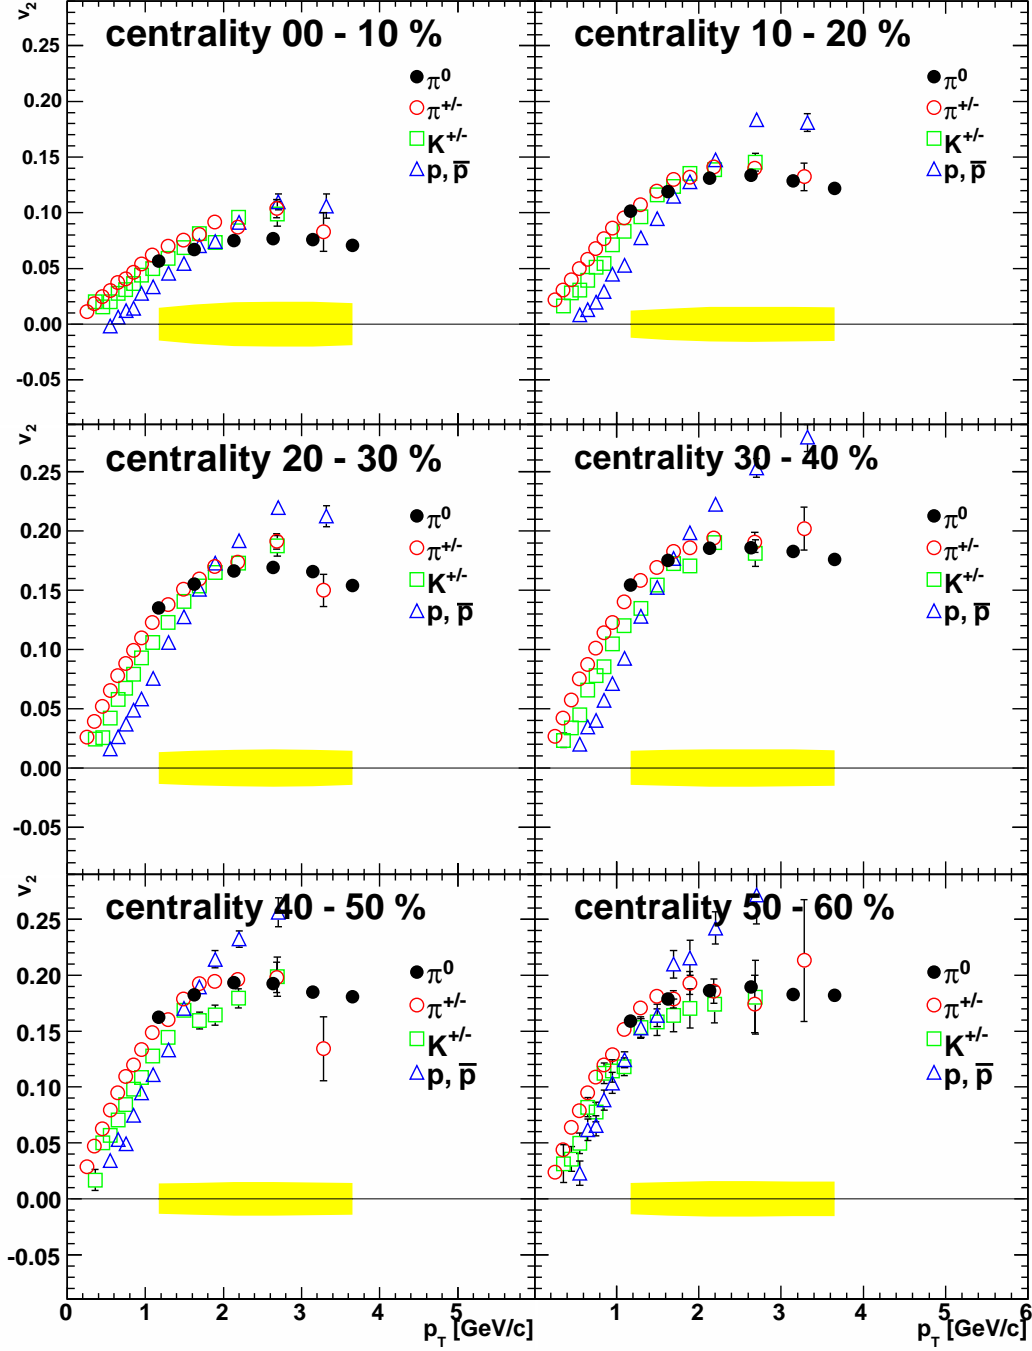 v2
centrality 00 - 10 %
centrality 10 - 20 %
0.25
π0
π0
0.20
π+/-
π+/-
K+/-
K+/-
0.15
p, p̅
p, p̅
0.10
0.05
0.00
-0.05
v2
centrality 20 - 30 %
centrality 30 - 40 %
0.25
π0
π0
0.20
π+/-
π+/-
K+/-
K+/-
0.15
p, p̅
p, p̅
0.10
0.05
0.00
-0.05
v2
centrality 40 - 50 %
centrality 50 - 60 %
0.25
π0
π0
0.20
π+/-
π+/-
0.15
K+/-
K+/-
p, p̅
p, p̅
0.10
0.05
0.00
-0.05
0 1 2 3 4 5 1 2 3 4 5 6
pT [GeV/c]
pT [GeV/c]